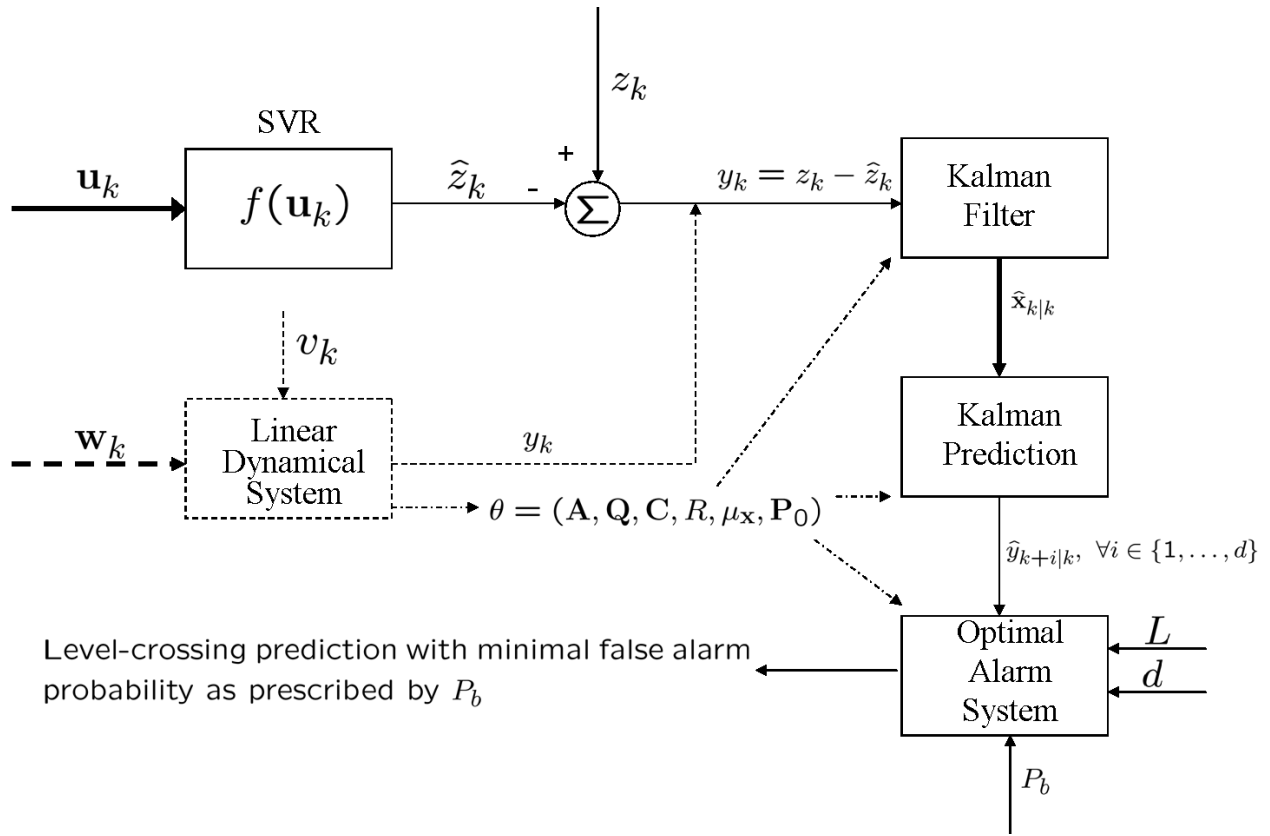 z_k
SVR
u_k
f(u_k)
ẑ_k
+
-
Σ
y_k = z_k − ẑ_k
Kalman
Filter
x̂_{k|k}
v_k
Kalman
Prediction
w_k
Linear
Dynamical
System
y_k
θ = (A, Q, C, R, μ_x, P_0)
ŷ_{k+i|k}, ∀i ∈ {1, . . . , d}
Optimal
Alarm
System
L
d
Level-crossing prediction with minimal false alarm
probability as prescribed by P_b
P_b